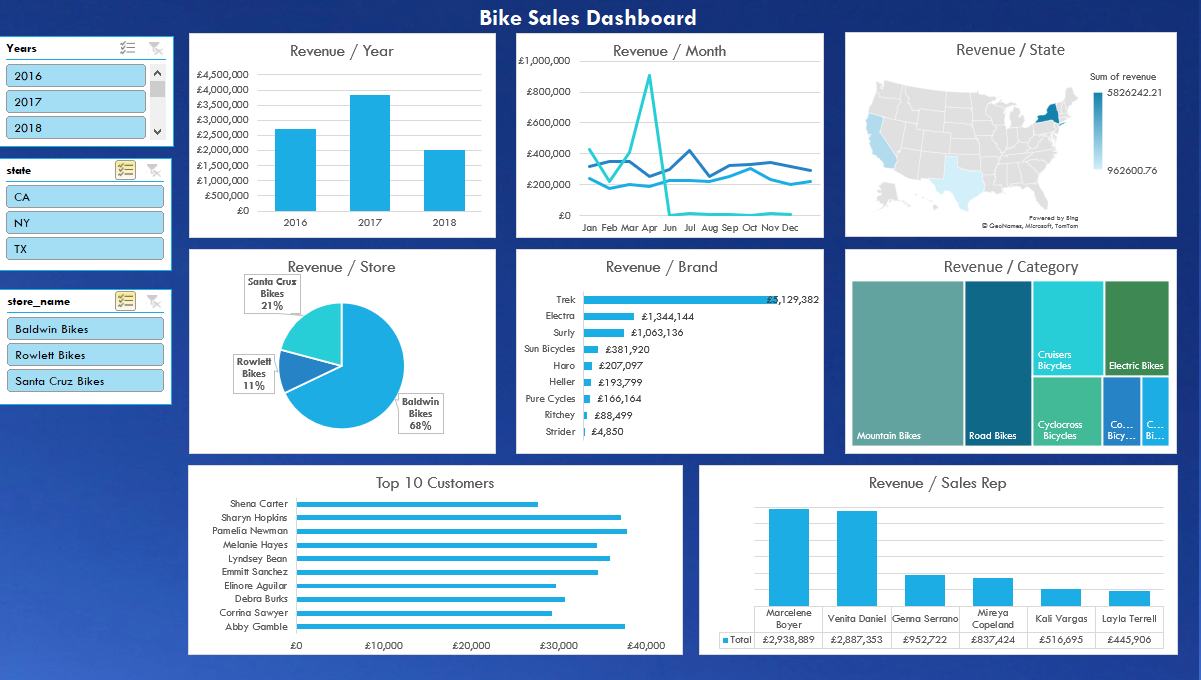 Bike Sales Dashboard
Years
2016
2017
2018
state
CA
NY
TX
store_name
Baldwin Bikes
Rowlett Bikes
Santa Cruz Bikes
Revenue / Year
£4,500,000
£4,000,000
£3,500,000
£3,000,000
£2,500,000
£2,000,000
£1,500,000
£1,000,000
£500,000
£0
2016 2017 2018
Revenue / Month
£1,000,000
£800,000
£600,000
£400,000
£200,000
£0
Jan Feb Mar Apr Jun Jul Aug Sep Oct Nov Dec
Revenue / State
Sum of revenue
5826242.21
962600.76
Powered by Bing
© GeoNames, Microsoft, TomTom
Revenue / Store
Santa Cruz
Bikes
21%
Rowlett
Bikes
11%
Baldwin
Bikes
68%
Revenue / Brand
Trek £5,129,382
Electra £1,344,144
Surly £1,063,136
Sun Bicycles £381,920
Haro £207,097
Heller £193,799
Pure Cycles £166,164
Ritchey £88,499
Strider £4,850
Revenue / Category
Mountain Bikes
Road Bikes
Cruisers
Bicycles
Electric Bikes
Cyclocross
Bicycles
Co...
Bicy...
C...
Bi...
Top 10 Customers
Shena Carter
Sharyn Hopkins
Pamelia Newman
Melanie Hayes
Lyndsey Bean
Emmitt Sanchez
Elinore Aguilar
Debra Burks
Corrina Sawyer
Abby Gamble
£0 £10,000 £20,000 £30,000 £40,000
Revenue / Sales Rep
Marcelene
Boyer
Venita Daniel
Genna Serrano
Mireya
Copeland
Kali Vargas
Layla Terrell
Total £2,938,889 £2,887,353 £952,722 £837,424 £516,695 £445,906